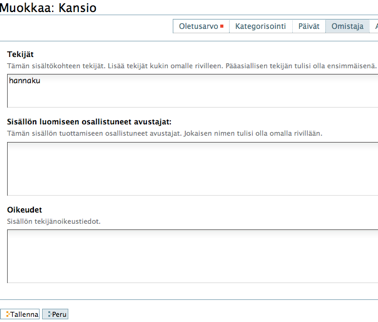 Muokkaa: Kansio
Oletusarvo Kategorisointi Päivät Omistaja
Tekijät
Tämän sisältökohteen tekijät. Lisää tekijät kukin omalle rivilleen. Pääasiallisen tekijän tulisi olla ensimmäisenä.
hannaku
Sisällön luomiseen osallistuneet avustajat:
Tämän sisällön tuottamiseen osallistuneet avustajat. Jokaisen nimen tulisi olla omalla rivillään.
Oikeudet
Sisällön tekijänoikeustiedot.
Tallenna Peru